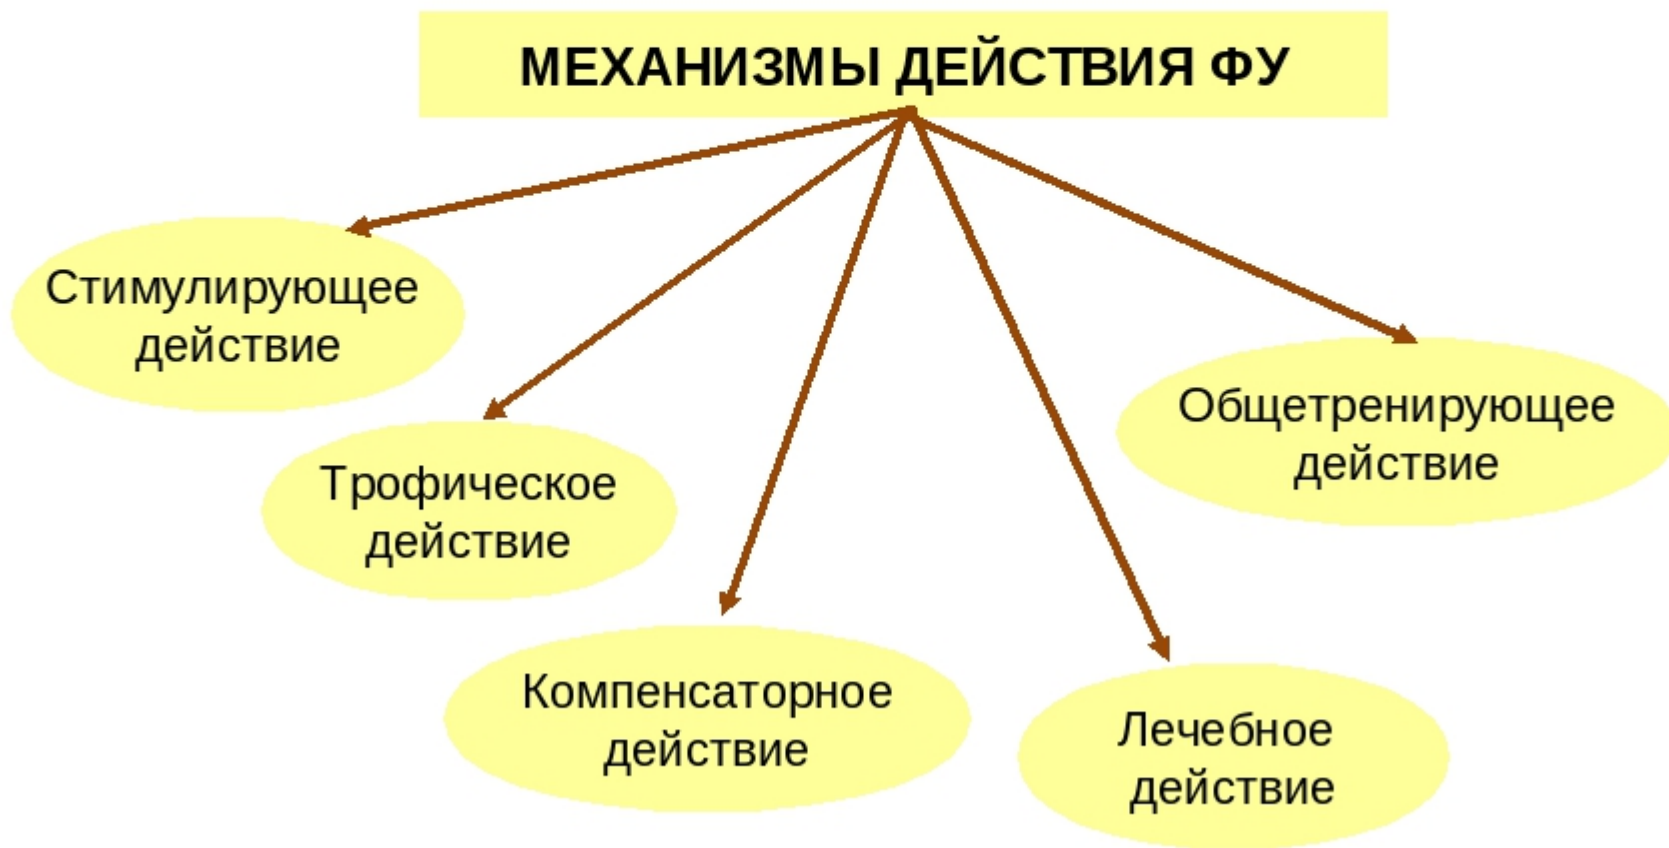 МЕХАНИЗМЫ ДЕЙСТВИЯ ФУ
Стимулирующее
действие
Трофическое
действие
Компенсаторное
действие
Лечебное
действие
Общетренирующее
действие